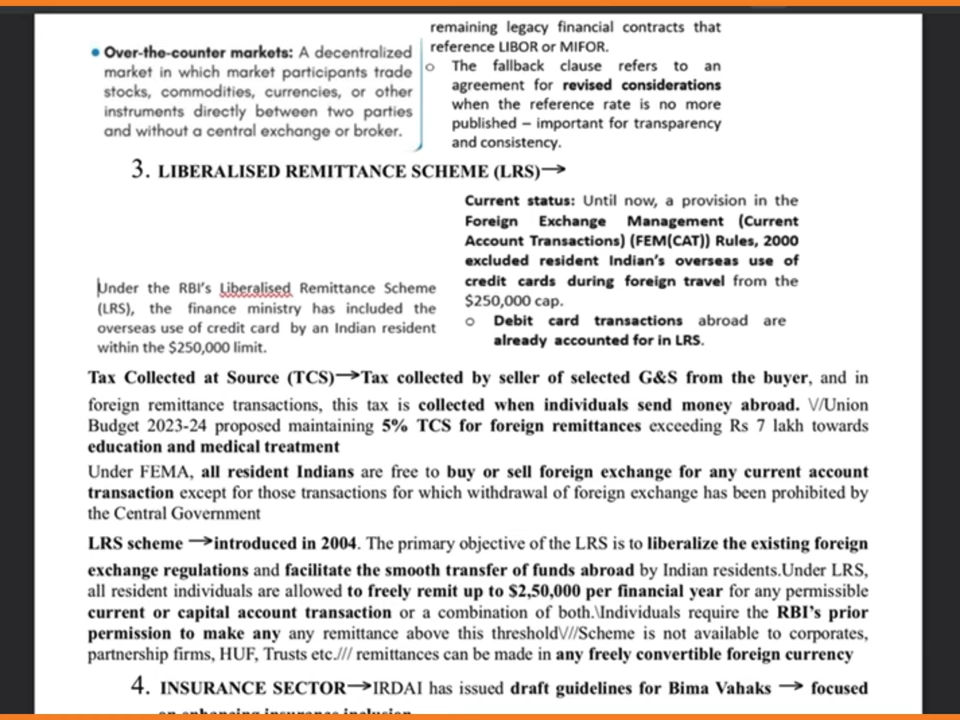 • Over-the-counter markets: A decentralized
market in which market participants trade
stocks, commodities, currencies, or other
instruments directly between two parties
and without a central exchange or broker.
remaining legacy financial contracts that
reference LIBOR or MIFOR.
o The fallback clause refers to an
agreement for revised considerations
when the reference rate is no more
published – important for transparency
and consistency.
3. LIBERALISED REMITTANCE SCHEME (LRS)→
Under the RBI's Liberalised Remittance Scheme
(LRS), the finance ministry has included the
overseas use of credit card by an Indian resident
within the $250,000 limit.
Current status: Until now, a provision in the
Foreign Exchange Management (Current
Account Transactions) (FEM(CAT)) Rules, 2000
excluded resident Indian's overseas use of
credit cards during foreign travel from the
$250,000 cap.
o Debit card transactions abroad are
already accounted for in LRS.
Tax Collected at Source (TCS)→Tax collected by seller of selected G&S from the buyer, and in
foreign remittance transactions, this tax is collected when individuals send money abroad. \//Union
Budget 2023-24 proposed maintaining 5% TCS for foreign remittances exceeding Rs 7 lakh towards
education and medical treatment
Under FEMA, all resident Indians are free to buy or sell foreign exchange for any current account
transaction except for those transactions for which withdrawal of foreign exchange has been prohibited by
the Central Government
LRS scheme →introduced in 2004. The primary objective of the LRS is to liberalize the existing foreign
exchange regulations and facilitate the smooth transfer of funds abroad by Indian residents.Under LRS,
all resident individuals are allowed to freely remit up to $2,50,000 per financial year for any permissible
current or capital account transaction or a combination of both.\Individuals require the RBI's prior
permission to make any any remittance above this threshold\///Scheme is not available to corporates,
partnership firms, HUF, Trusts etc./// remittances can be made in any freely convertible foreign currency
4. INSURANCE SECTOR→IRDAI has issued draft guidelines for Bima Vahaks → focused
on enhancing insurance inclusion